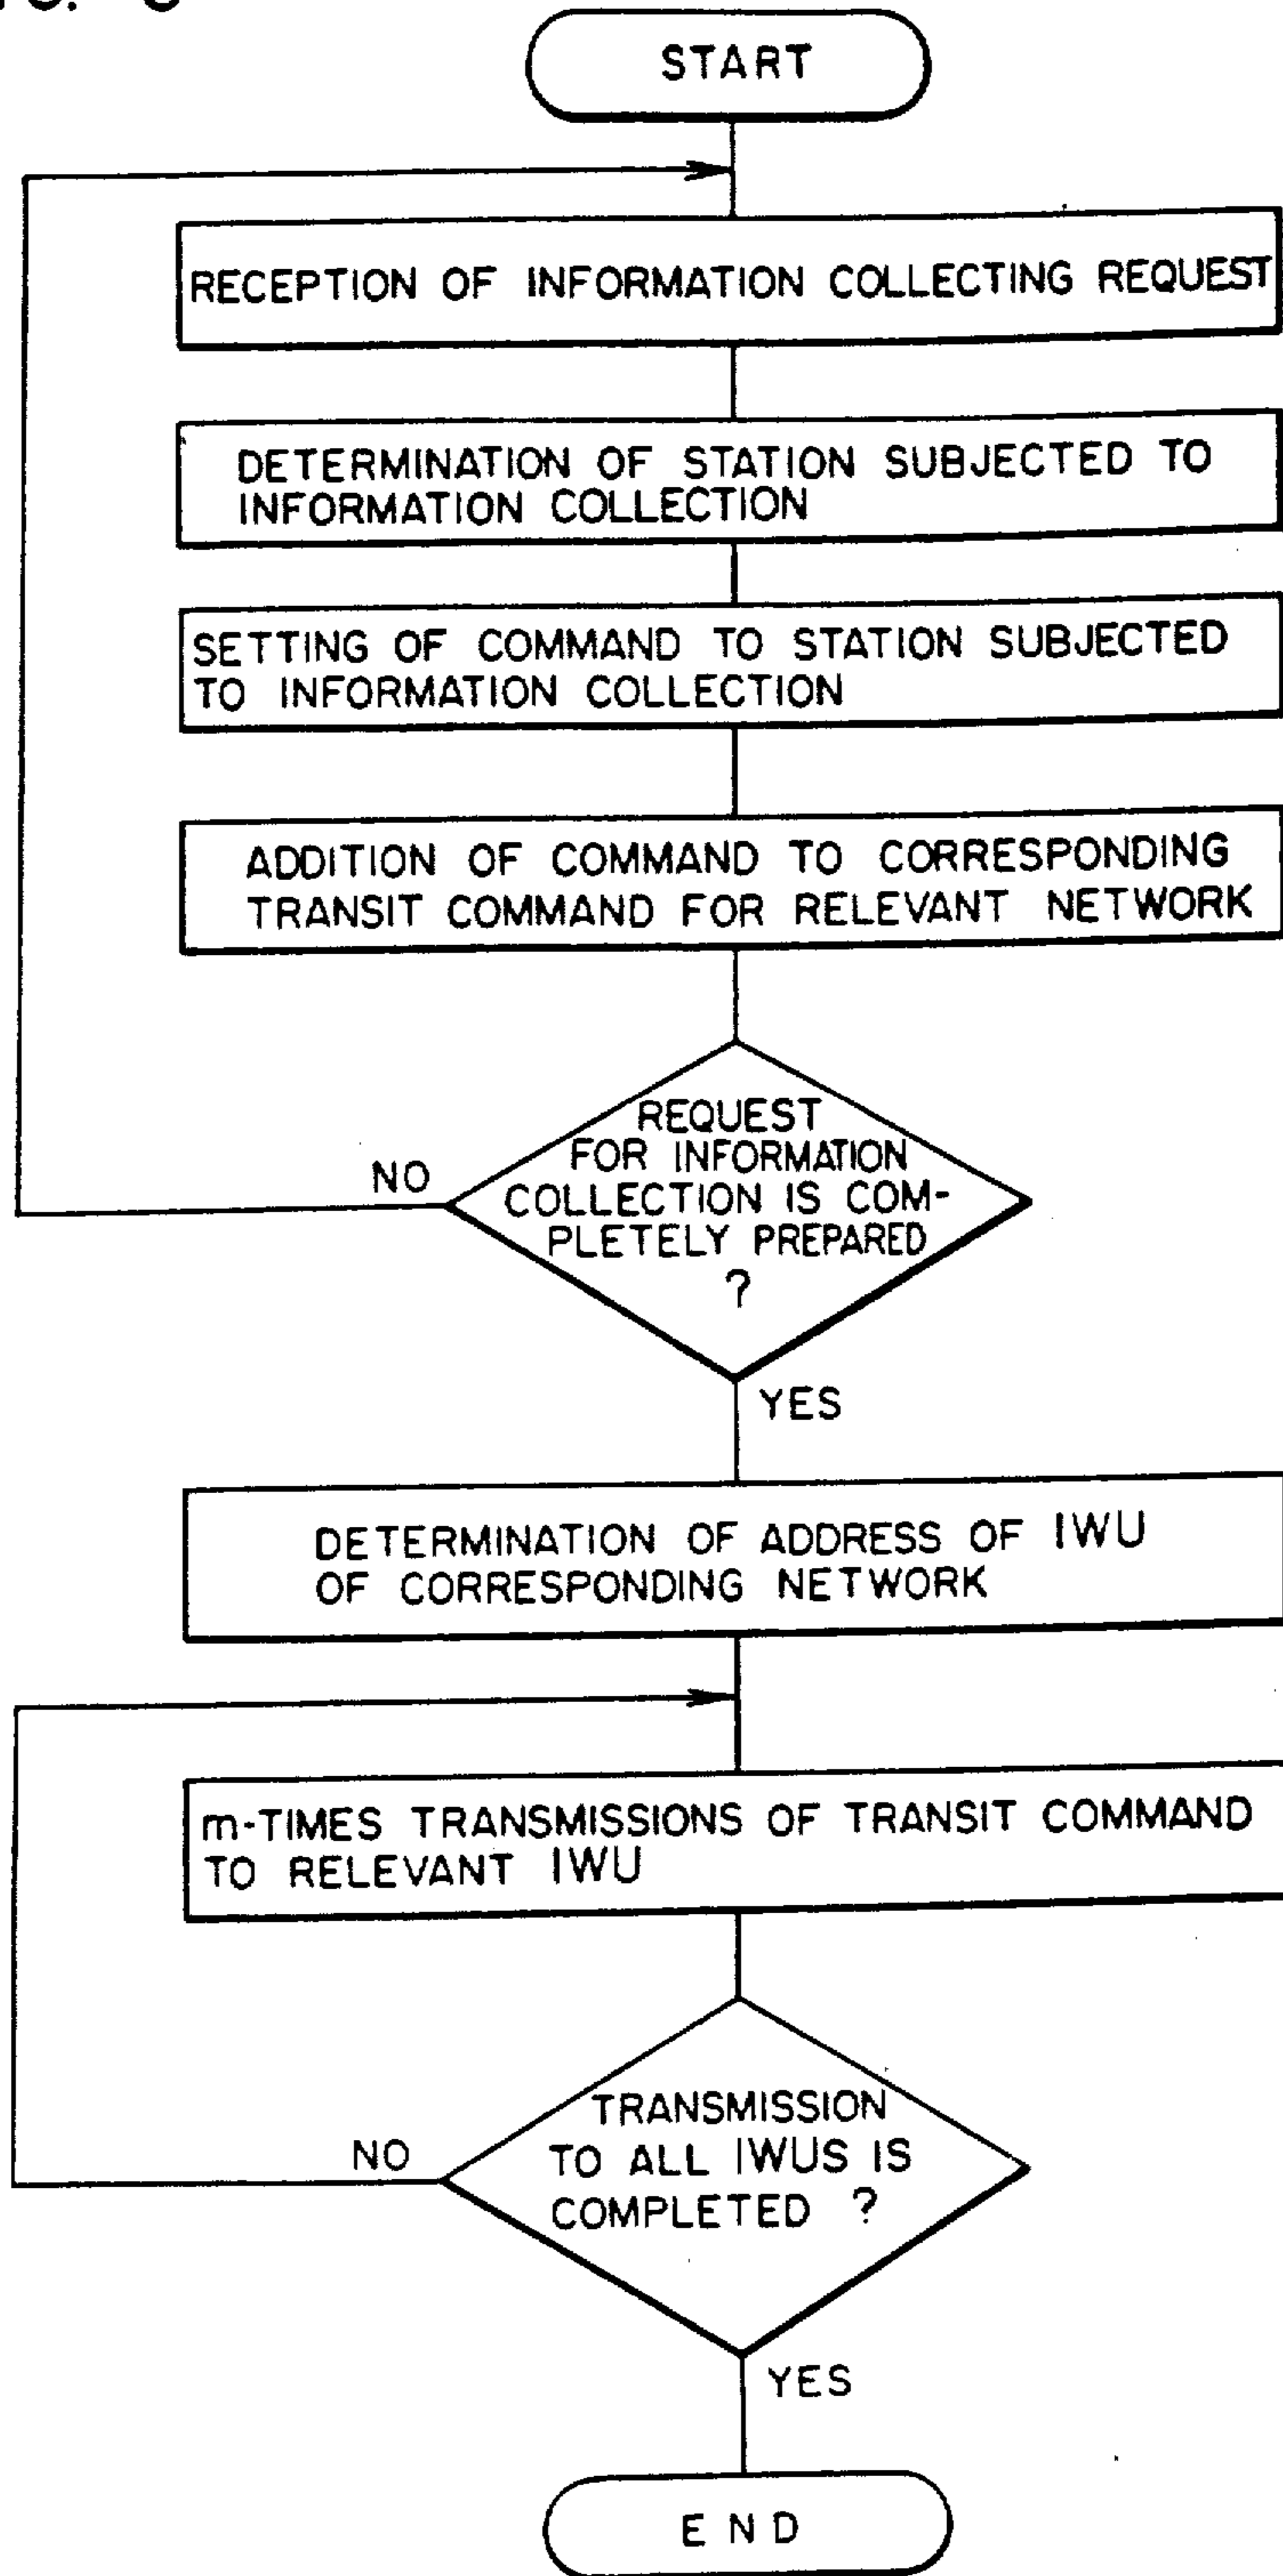 START
RECEPTION OF INFORMATION COLLECTING REQUEST
DETERMINATION OF STATION SUBJECTED TO
INFORMATION COLLECTION
SETTING OF COMMAND TO STATION SUBJECTED
TO INFORMATION COLLECTION
ADDITION OF COMMAND TO CORRESPONDING
TRANSIT COMMAND FOR RELEVANT NETWORK
REQUEST
FOR INFORMATION
COLLECTION IS COM-
PLETELY PREPARED
?
NO
YES
DETERMINATION OF ADDRESS OF IWU
OF CORRESPONDING NETWORK
m-TIMES TRANSMISSIONS OF TRANSIT COMMAND
TO RELEVANT IWU
TRANSMISSION
TO ALL IWUS IS
COMPLETED ?
NO
YES
END